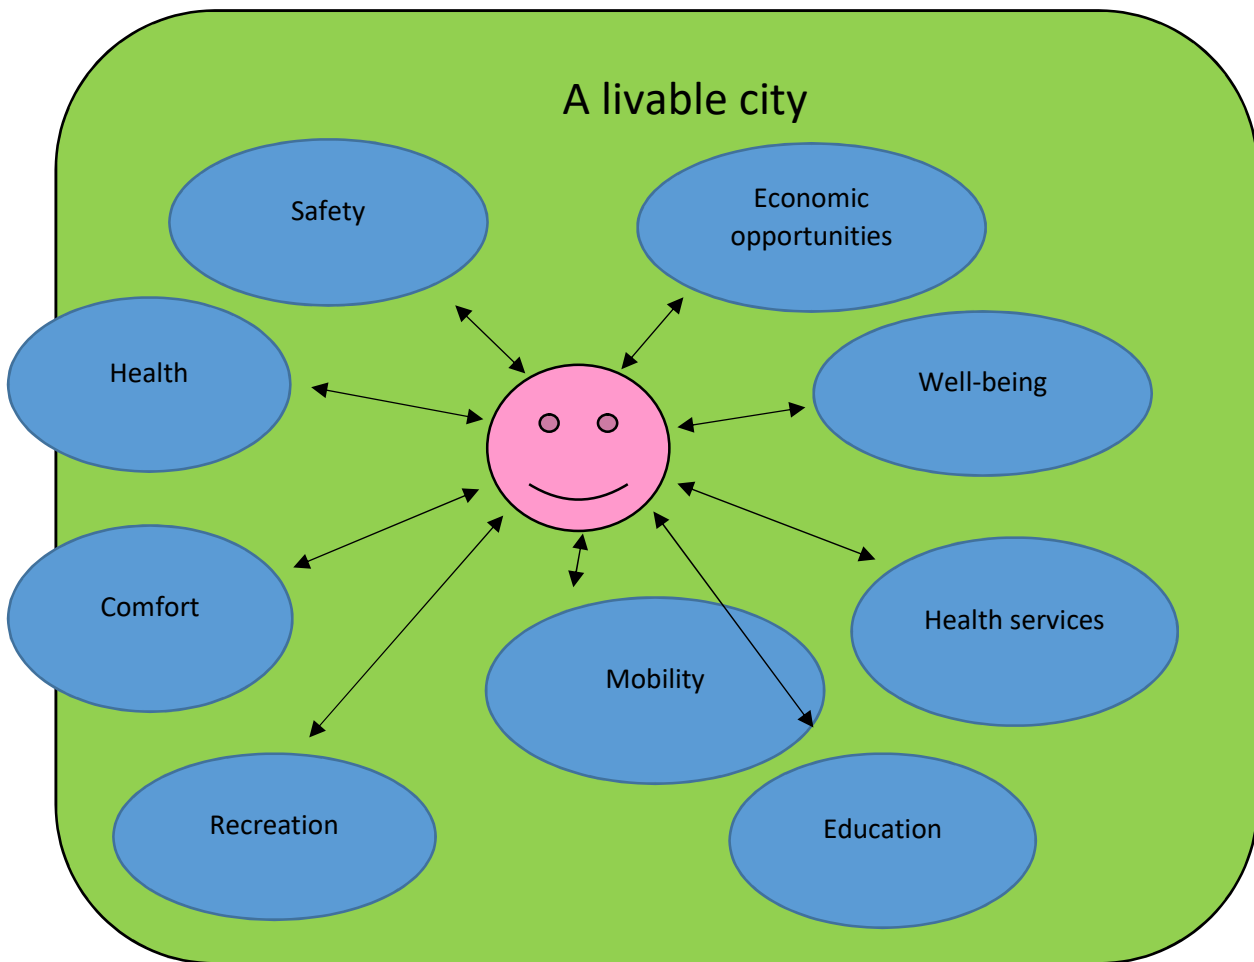 A livable city
Safety
Economic
opportunities
Health
Well-being
Comfort
Health services
Mobility
Recreation
Education